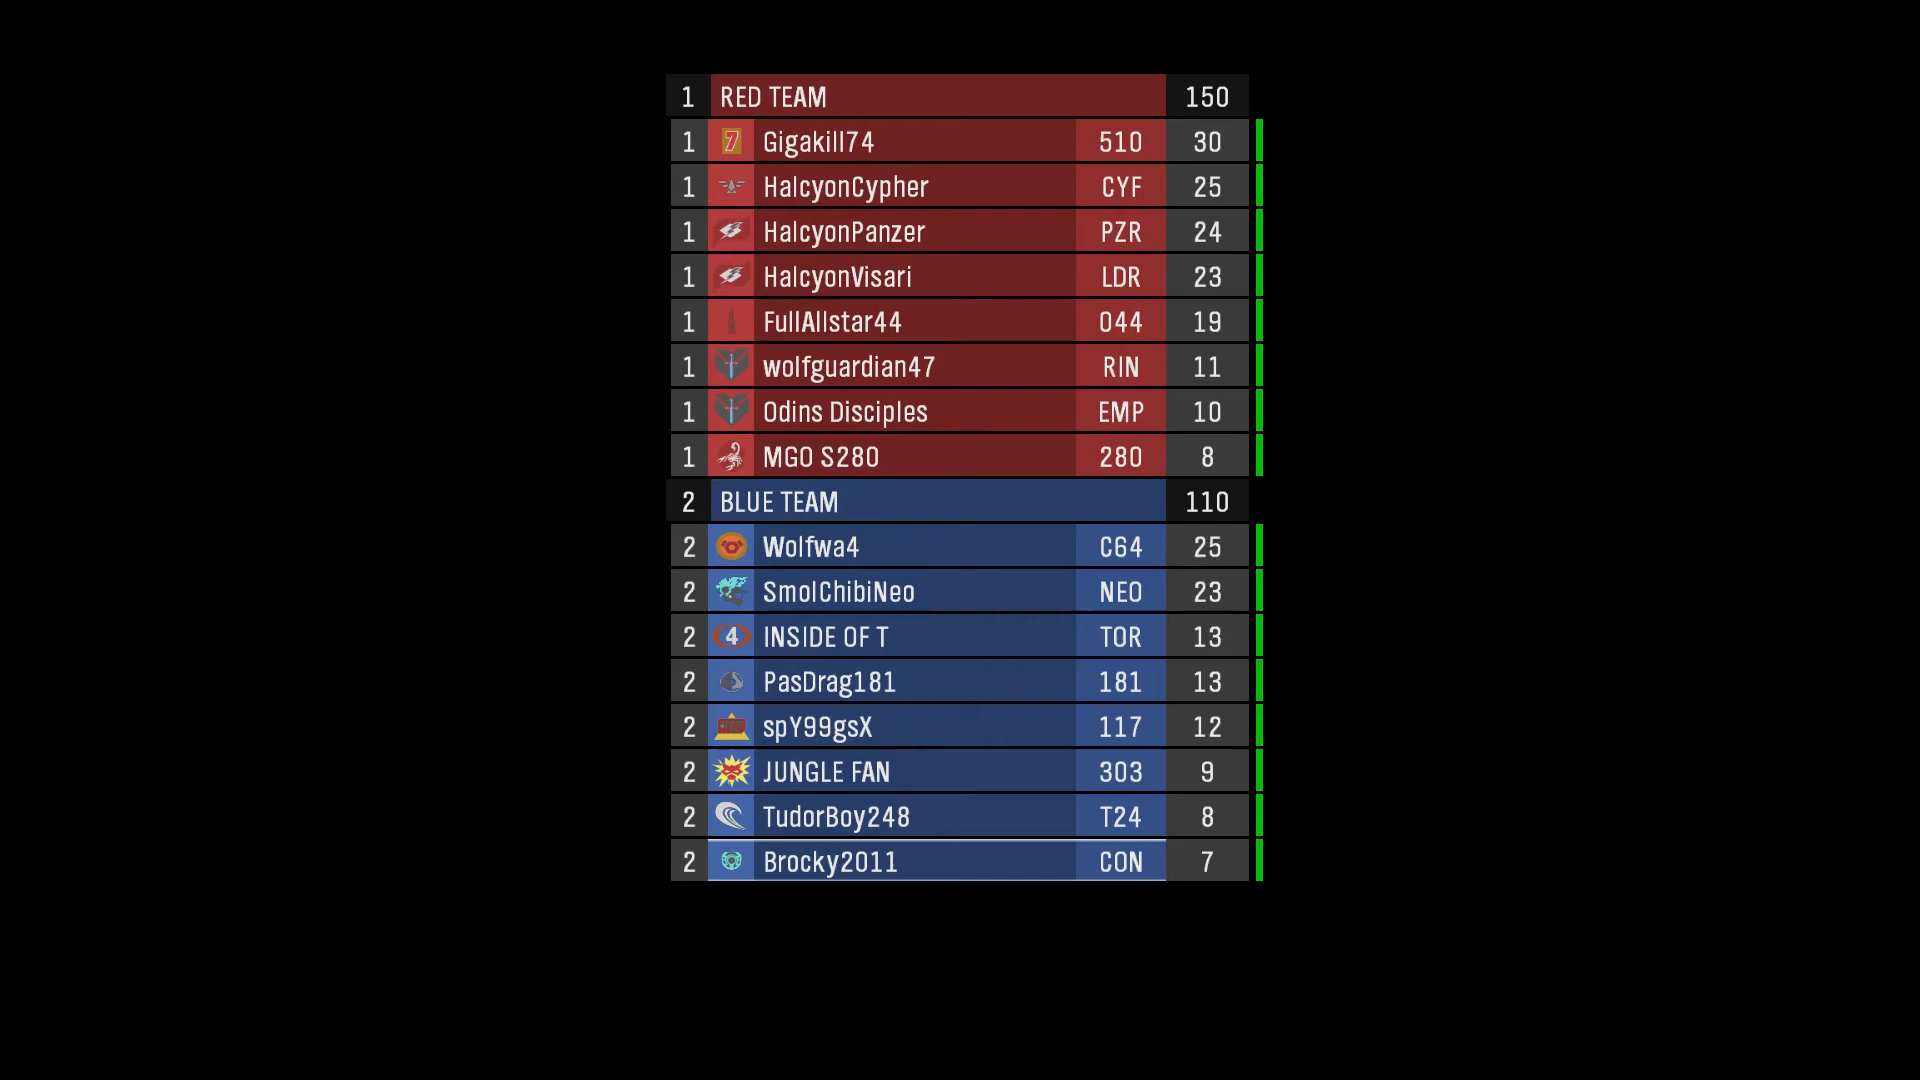 1 RED TEAM 150
1 7 Gigakill74 510 30
1 HalcyonCypher CYF 25
1 HalcyonPanzer PZR 24
1 HalcyonVisari LDR 23
1 FullAllstar44 O44 19
1 wolfguardian47 RIN 11
1 Odins Disciples EMP 10
1 MGO S280 280 8
2 BLUE TEAM 110
2 Wolfwa4 C64 25
2 SmolChibiNeo NEO 23
2 4 INSIDE OF T TOR 13
2 PasDrag181 181 13
2 spY99gsX 117 12
2 JUNGLE FAN 303 9
2 TudorBoy248 T24 8
2 Brocky2011 CON 7